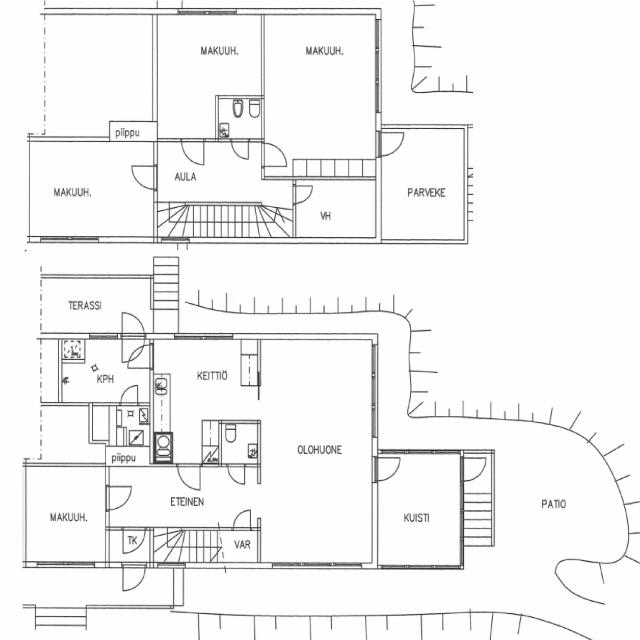 MAKUUH.
MAKUUH.
piippu
AULA
MAKUUH.
VH
PARVEKE
TERASSI
KPH
KEITTIÖ
OLOHUONE
piippu
ETEINEN
MAKUUH.
KUISTI
PATIO
TK
VAR